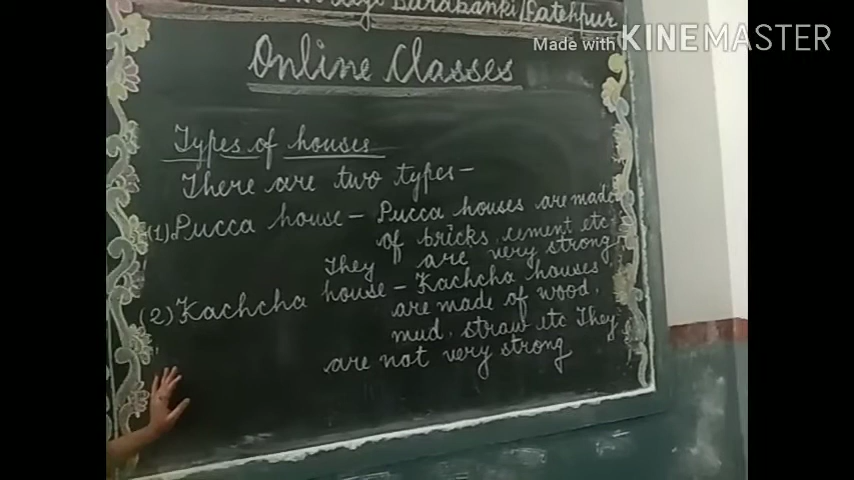 Barabanki/Fatehpur
Made with KINEMASTER
Online Classes
Types of houses
There are two types-
(1) Pucca house - Pucca houses are made
of bricks, cement etc.
They are very strong
(2) Kachcha house - Kachcha houses
are made of wood,
mud, straw etc They
are not very strong